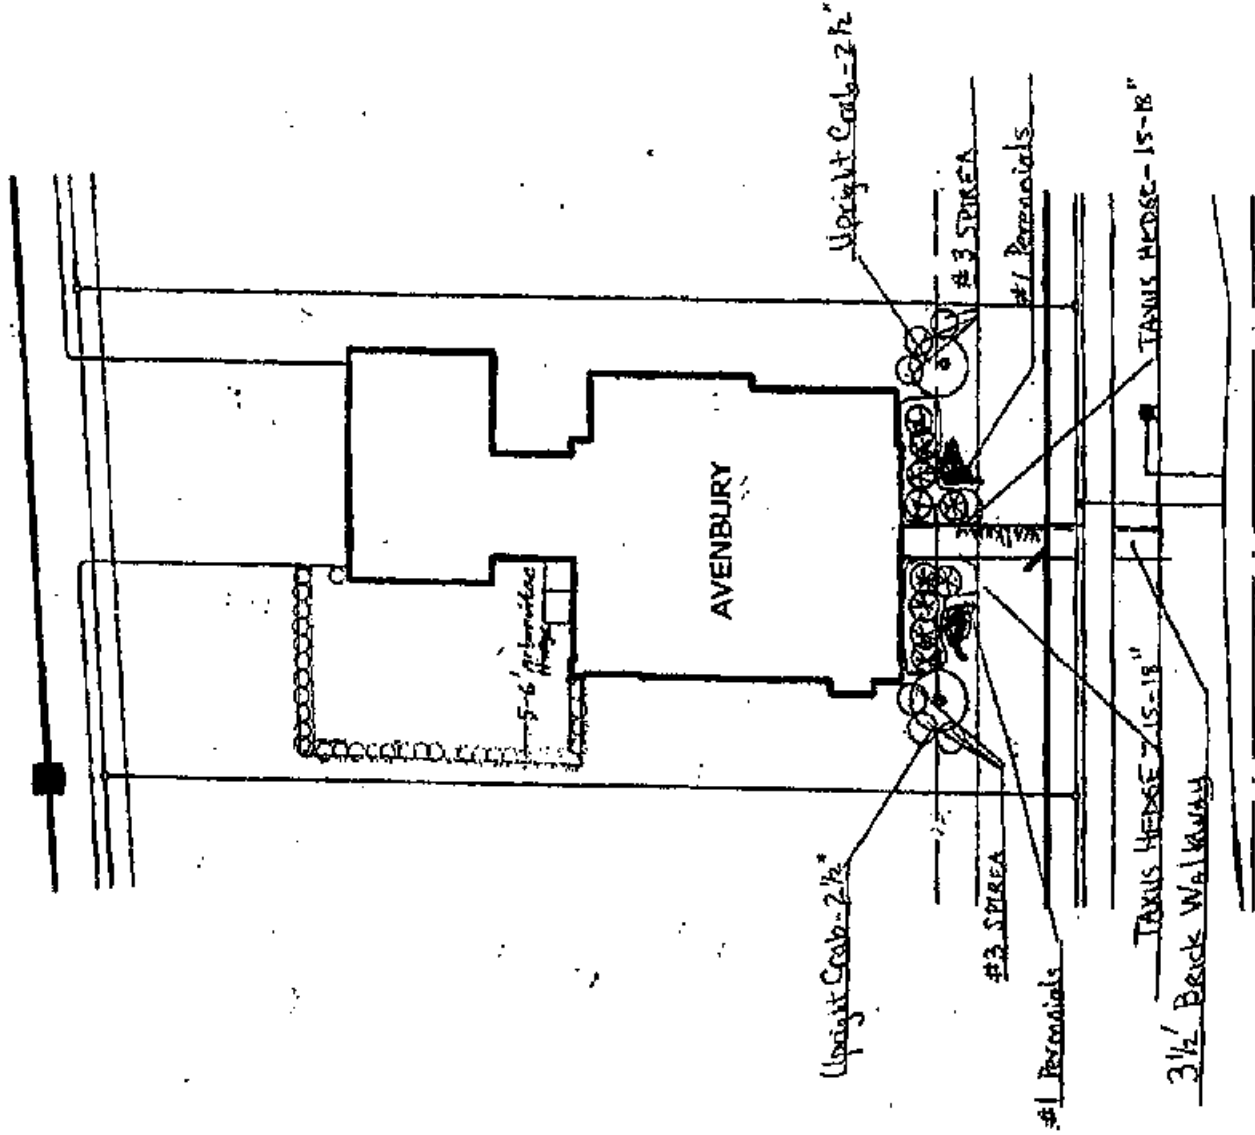 Upright Crab - 2½"
#3 SPIREA
#1 Perennials
TAXUS HEDGE - 15-18"
AVENBURY
5-6' Arborvitae
Hedge
Upright Crab - 2½"
#3 SPIREA
#1 Perennials
TAXUS HEDGE - 15-18"
3½' Brick Walkway